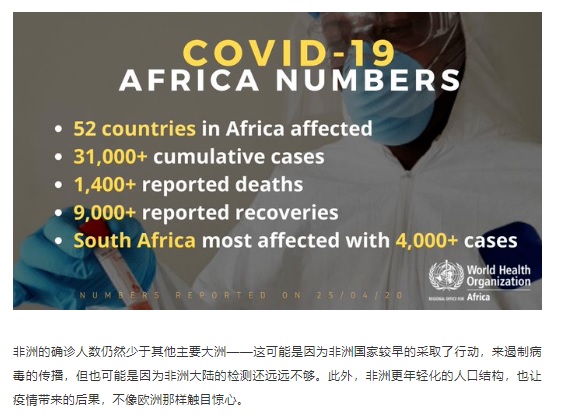 COVID-19
AFRICA NUMBERS
• 52 countries in Africa affected
• 31,000+ cumulative cases
• 1,400+ reported deaths
• 9,000+ reported recoveries
• South Africa most affected with 4,000+ cases
World Health
Organization
REGIONAL OFFICE FOR Africa
NUMBERS REPORTED ON 25/04/20
非洲的确诊人数仍然少于其他主要大洲——这可能是因为非洲国家较早的采取了行动，来遏制病
毒的传播，但也可能是因为非洲大陆的检测还远远不够。此外，非洲更年轻化的人口结构，也让
疫情带来的后果，不像欧洲那样触目惊心。